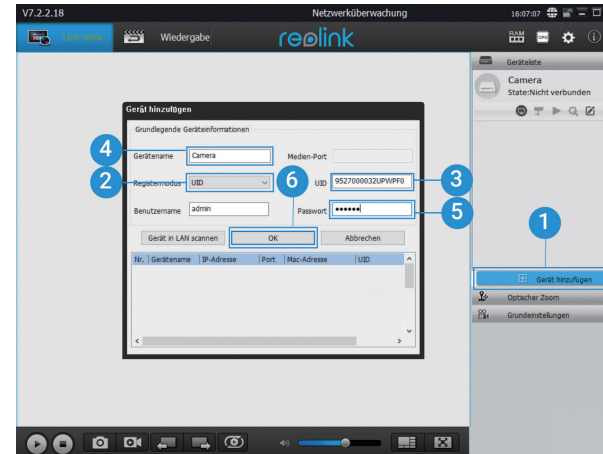 V7.2.2.18 Netzwerküberwachung 16:07:07
Live View Wiedergabe reolink RAM CPU
Geräteliste
Camera
State:Nicht verbunden
Gerät hinzufügen
Grundlegende Geräteinformationen
4 Gerätename Camera Medien-Port
2 Registermodus UID 6 UID 9527000032UPWPF0 3
Benutzername admin Passwort •••••• 5
Gerät in LAN scannen OK Abbrechen
Nr. Gerätename IP-Adresse Port Mac-Adresse UID
1
Gerät hinzufügen
Optischer Zoom
Grundeinstellungen